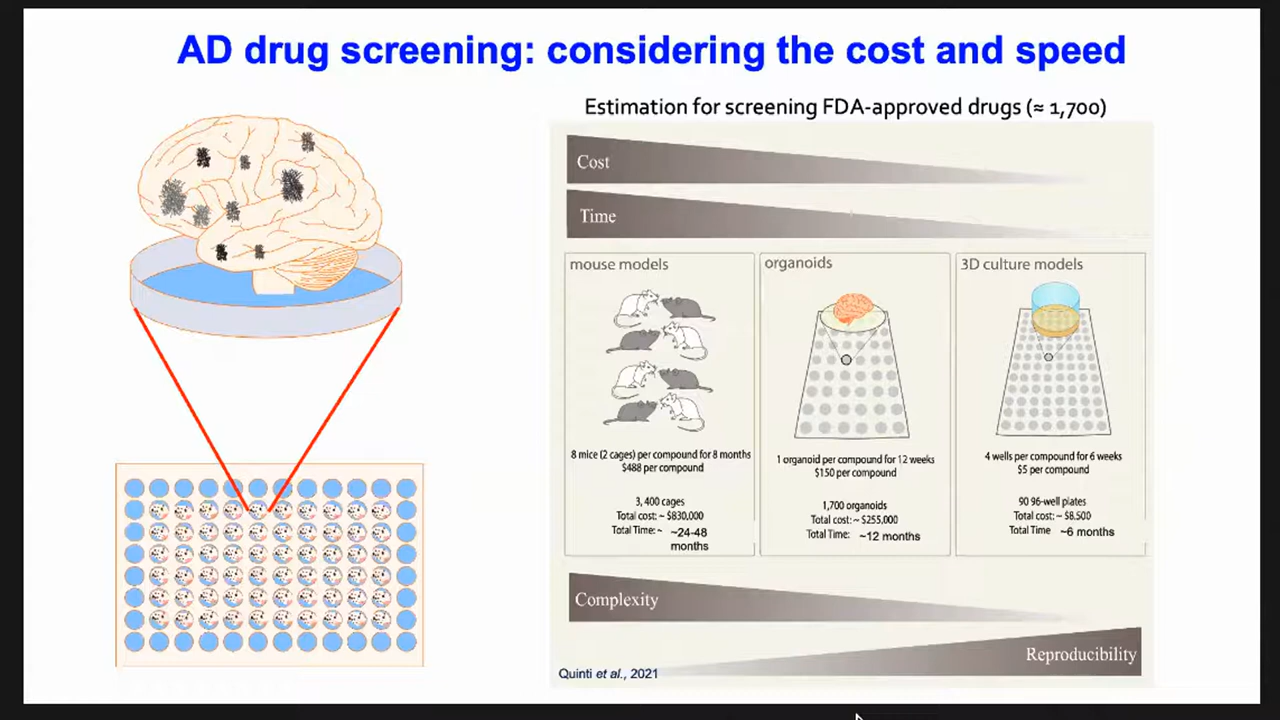 AD drug screening: considering the cost and speed
Estimation for screening FDA-approved drugs (≈ 1,700)
Cost
Time
mouse models
8 mice (2 cages) per compound for 8 months
$488 per compound
3, 400 cages
Total cost: ~ $830,000
Total Time: ~ ~24-48
months
organoids
1 organoid per compound for 12 weeks
$150 per compound
1,700 organoids
Total cost: ~ $255,000
Total Time: ~12 months
3D culture models
4 wells per compound for 6 weeks
$5 per compound
90 96-well plates
Total cost: ~ $8,500
Total Time ~6 months
Complexity
Reproducibility
Quinti et al., 2021